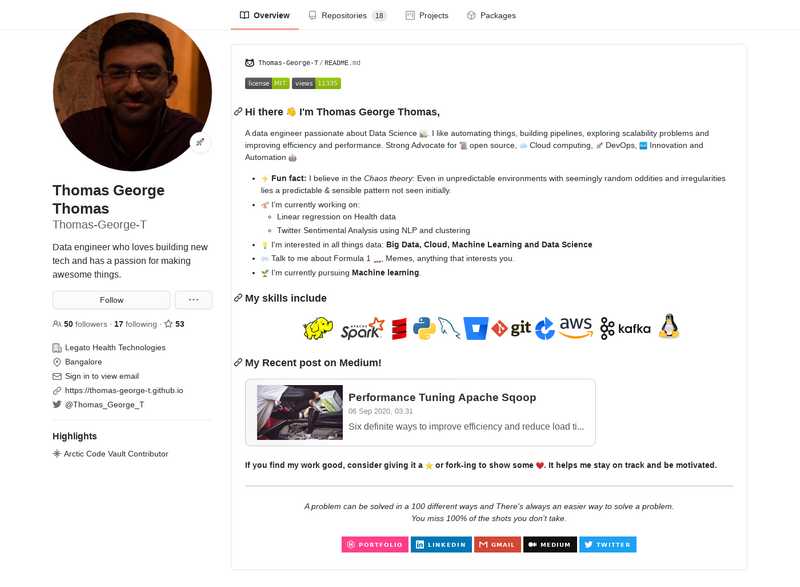 Overview
Repositories 18
Projects
Packages
Thomas George
Thomas
Thomas-George-T
Data engineer who loves building new
tech and has a passion for making
awesome things.
Follow
50 followers · 17 following · 53
Legato Health Technologies
Bangalore
Sign in to view email
https://thomas-george-t.github.io
@Thomas_George_T
Highlights
Arctic Code Vault Contributor
Thomas-George-T / README.md
license MIT views 11335
Hi there 👋 I'm Thomas George Thomas,
A data engineer passionate about Data Science. I like automating things, building pipelines, exploring scalability problems and
improving efficiency and performance. Strong Advocate for 📜 open source, ☁️ Cloud computing, 🚀 DevOps, Innovation and
Automation 🤖
⚡ Fun fact: I believe in the Chaos theory: Even in unpredictable environments with seemingly random oddities and irregularities
lies a predictable & sensible pattern not seen initially.
I'm currently working on:
Linear regression on Health data
Twitter Sentimental Analysis using NLP and clustering
💡 I'm interested in all things data: Big Data, Cloud, Machine Learning and Data Science
💬 Talk to me about Formula 1 🏎️, Memes, anything that interests you.
🌱 I'm currently pursuing Machine learning.
My skills include
APACHE Spark
git
aws
kafka
My Recent post on Medium!
Performance Tuning Apache Sqoop
06 Sep 2020, 03.31
Six definite ways to improve efficiency and reduce load ti...
If you find my work good, consider giving it a ⭐ or fork-ing to show some ❤️. It helps me stay on track and be motivated.
A problem can be solved in a 100 different ways and There's always an easier way to solve a problem.
You miss 100% of the shots you don't take.
PORTFOLIO
LINKEDIN
GMAIL
MEDIUM
TWITTER